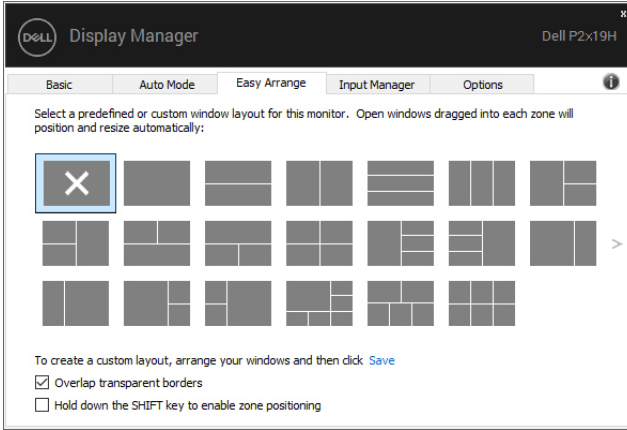 x
DELL Display Manager
Dell P2x19H
Basic Auto Mode Easy Arrange Input Manager Options i
Select a predefined or custom window layout for this monitor. Open windows dragged into each zone will
position and resize automatically:
>
To create a custom layout, arrange your windows and then click Save
Overlap transparent borders
Hold down the SHIFT key to enable zone positioning